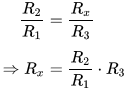 R₂/R₁ = Rₓ/R₃
⇒ Rₓ = R₂/R₁ · R₃